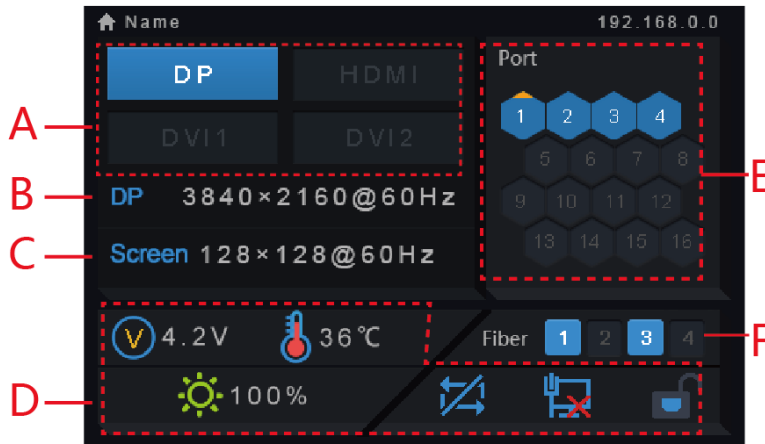 Name 192.168.0.0
DP HDMI
DVI1 DVI2
Port
1 2 3 4
5 6 7 8
9 10 11 12
13 14 15 16
A
B
C
D
E
F
DP 3840×2160@60Hz
Screen 128×128@60Hz
V 4.2V 36℃
Fiber 1 2 3 4
100%